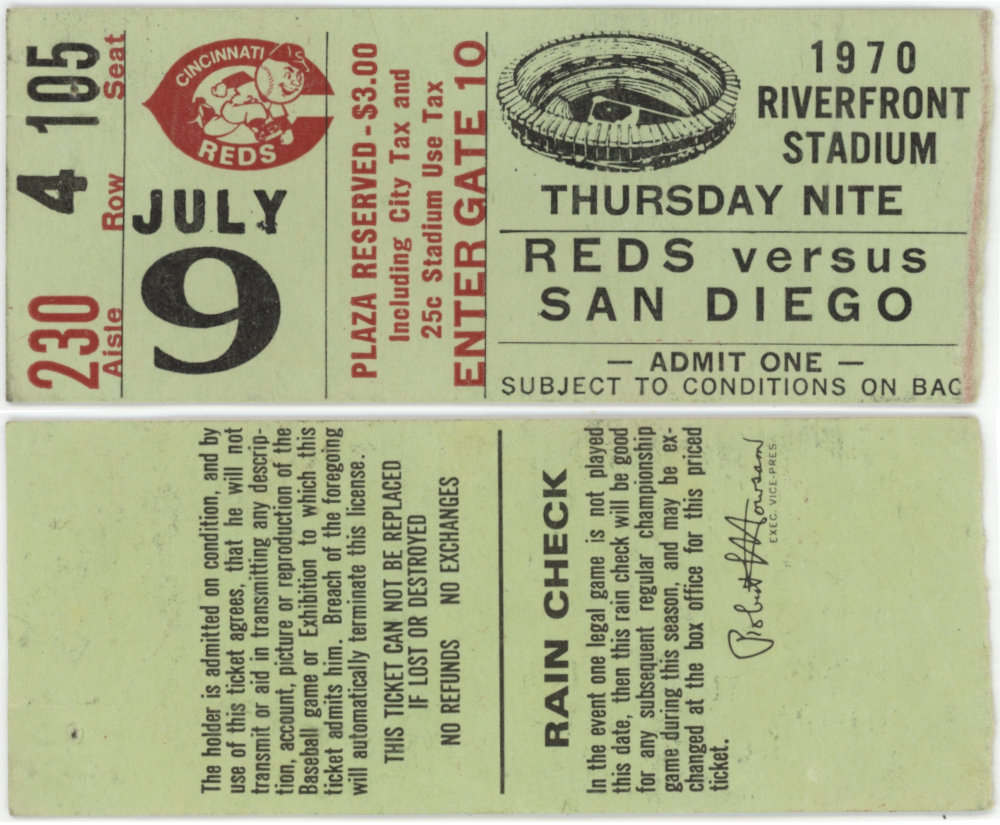 105 Seat
4 Row
230 Aisle
CINCINNATI
REDS
JULY
9
PLAZA RESERVED-$3.00
Including City Tax and
25c Stadium Use Tax
ENTER GATE 10
1970
RIVERFRONT
STADIUM
THURSDAY NITE
REDS versus
SAN DIEGO
— ADMIT ONE —
SUBJECT TO CONDITIONS ON BAC
The holder is admitted on condition, and by
use of this ticket agrees, that he will not
transmit or aid in transmitting any descrip-
tion, account, picture or reproduction of the
Baseball game or Exhibition to which this
ticket admits him. Breach of the foregoing
will automatically terminate this license.
THIS TICKET CAN NOT BE REPLACED
IF LOST OR DESTROYED
NO REFUNDS NO EXCHANGES
RAIN CHECK
In the event one legal game is not played
this date, then this rain check will be good
for any subsequent regular championship
game during this season, and may be ex-
changed at the box office for this priced
ticket.
Robert L Howsam
EXEC. VICE-PRES.